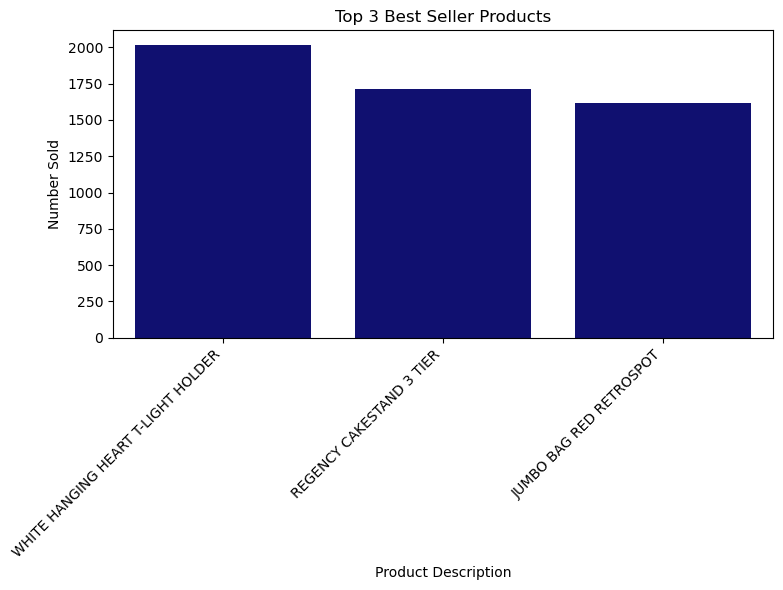 Top 3 Best Seller Products
Number Sold
2000
1750
1500
1250
1000
750
500
250
0
WHITE HANGING HEART T-LIGHT HOLDER
REGENCY CAKESTAND 3 TIER
JUMBO BAG RED RETROSPOT
Product Description